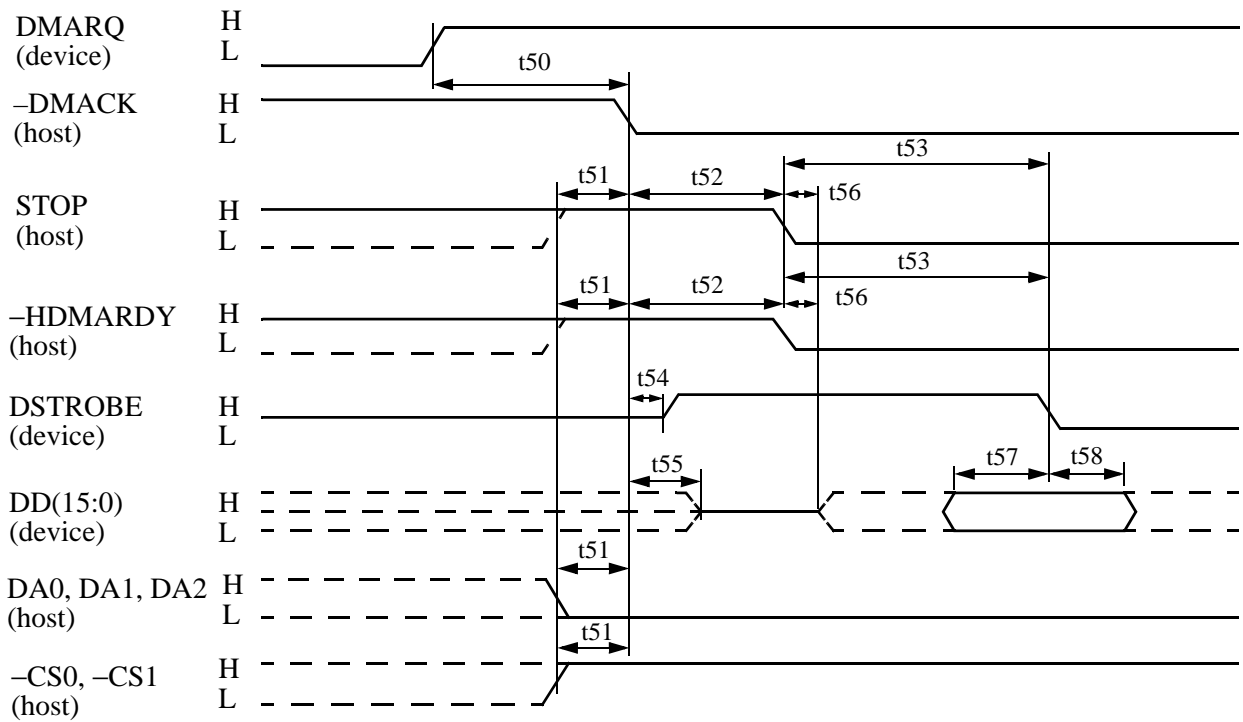 DMARQ H
(device) L
t50
–DMACK H
(host) L
t53
t51 t52 t56
STOP H
(host) L
t53
t51 t52 t56
–HDMARDY H
(host) L
t54
DSTROBE H
(device) L
t57 t58
t55
DD(15:0) H
(device) L
t51
DA0, DA1, DA2 H
(host) L
t51
–CS0, –CS1 H
(host) L